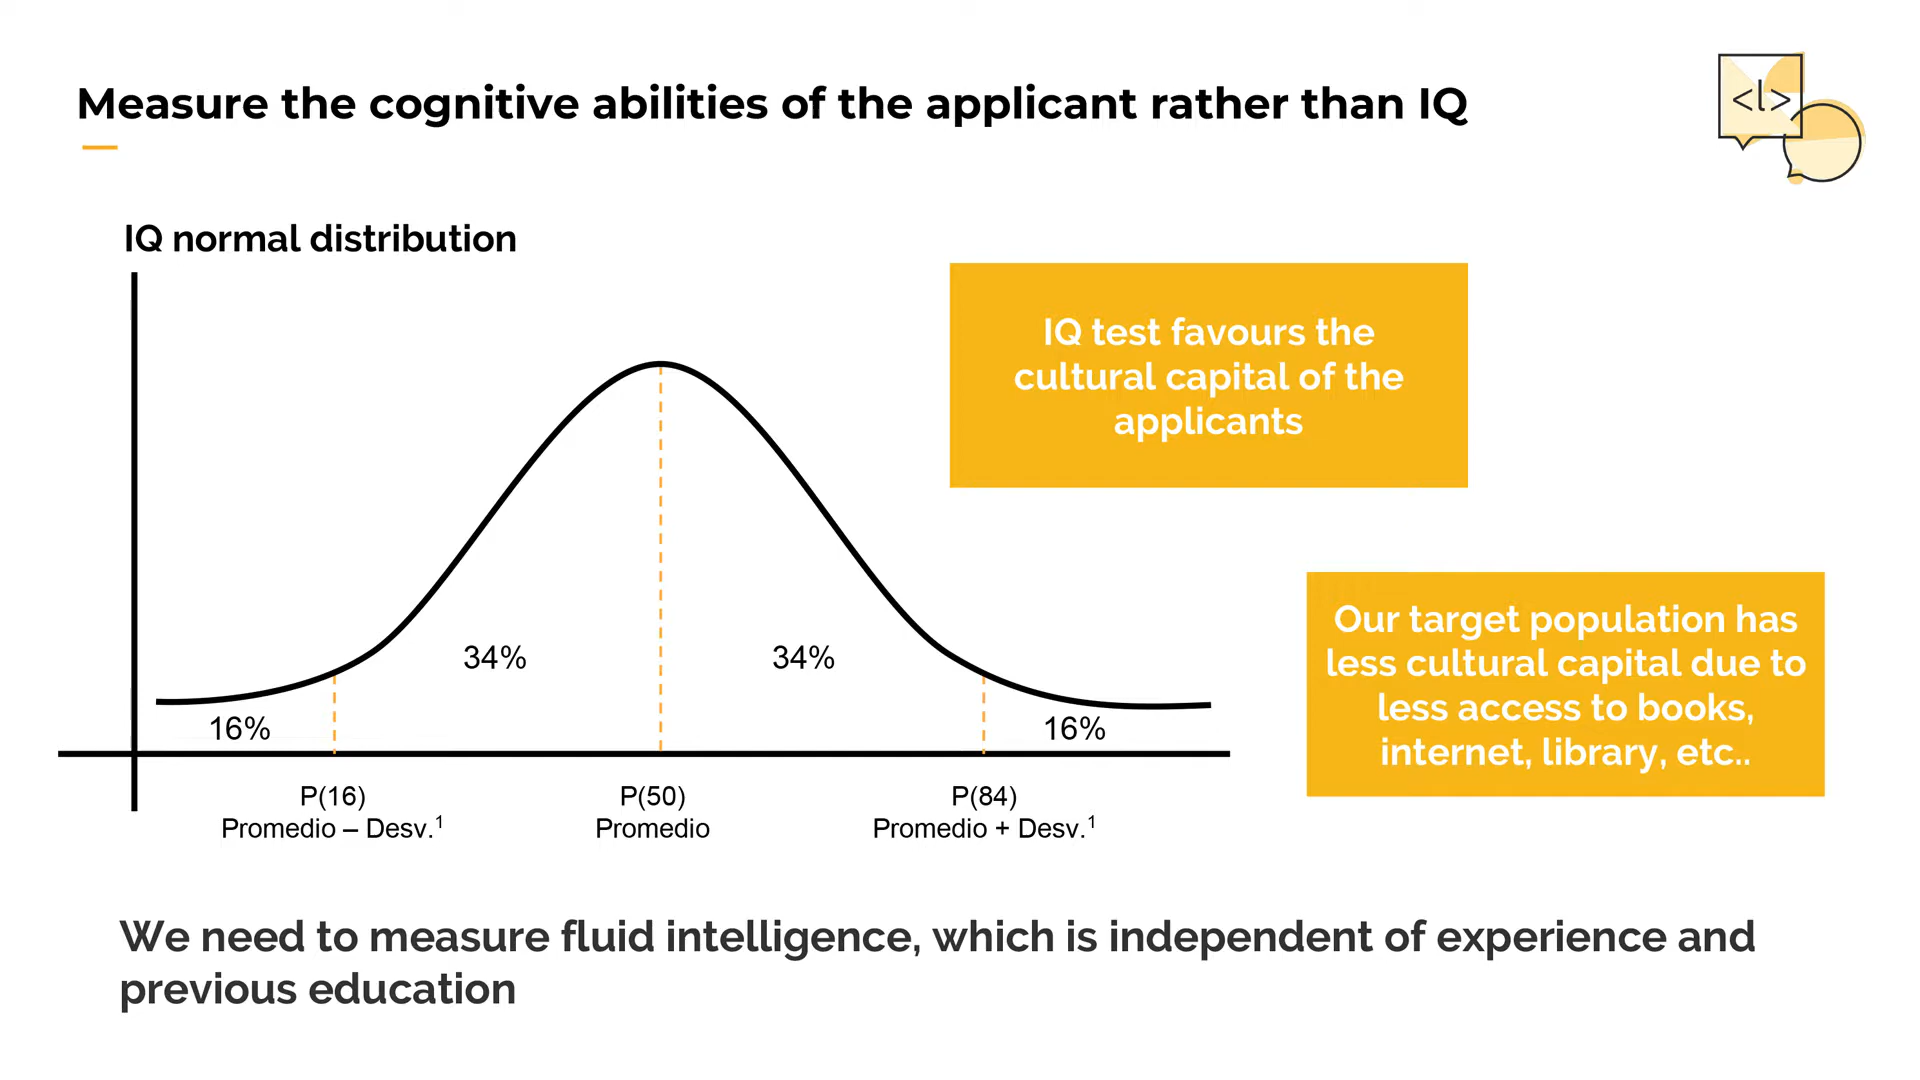 Measure the cognitive abilities of the applicant rather than IQ
<l>
IQ normal distribution
IQ test favours the
cultural capital of the
applicants
Our target population has
less cultural capital due to
less access to books,
internet, library, etc..
34%
34%
16%
16%
P(16)
Promedio – Desv.¹
P(50)
Promedio
P(84)
Promedio + Desv.¹
We need to measure fluid intelligence, which is independent of experience and
previous education